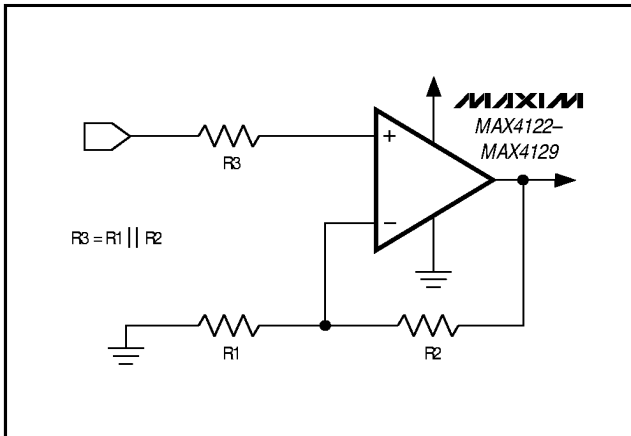 MAXIM
MAX4122–
MAX4129
+
R3
−
R3 = R1 || R2
R1
R2